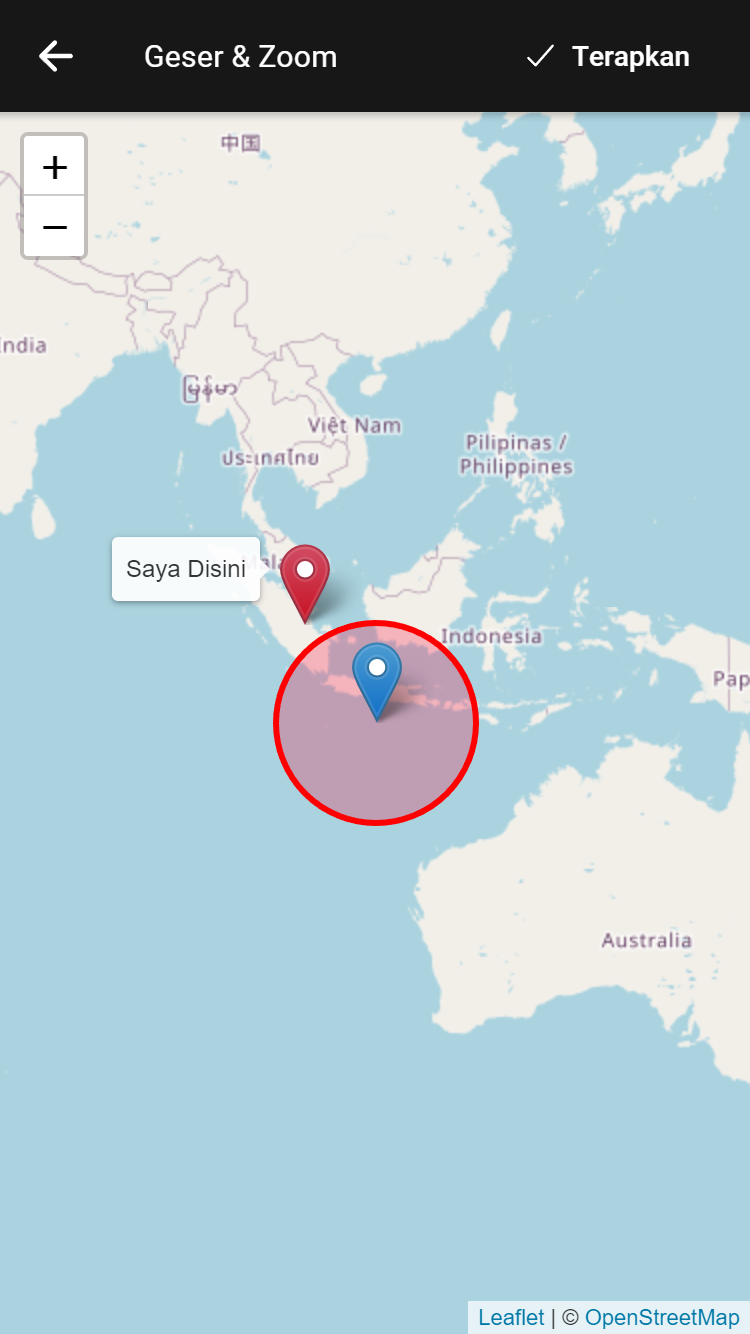 Geser & Zoom
Terapkan
中国
+
−
India
မြန်မာ
Việt Nam
ประเทศไทย
Pilipinas /
Philippines
Saya Disini
Indonesia
Australia
Leaflet | © OpenStreetMap